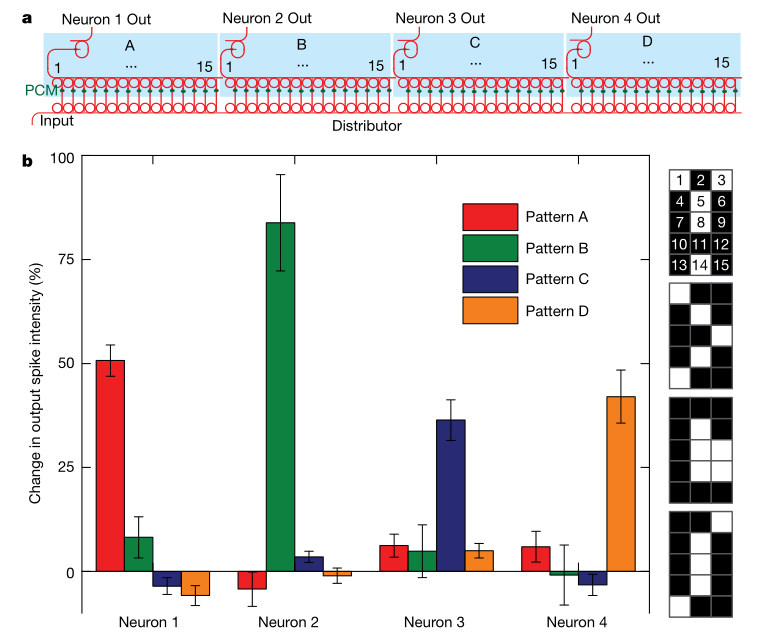 a
Neuron 1 Out Neuron 2 Out Neuron 3 Out Neuron 4 Out
A B C D
1 ... 15 1 ... 15 1 ... 15 1 ... 15
PCM
Input
Distributor
b
Change in output spike intensity (%)
100
75
50
25
0
Pattern A
Pattern B
Pattern C
Pattern D
Neuron 1 Neuron 2 Neuron 3 Neuron 4
1 2 3
4 5 6
7 8 9
10 11 12
13 14 15